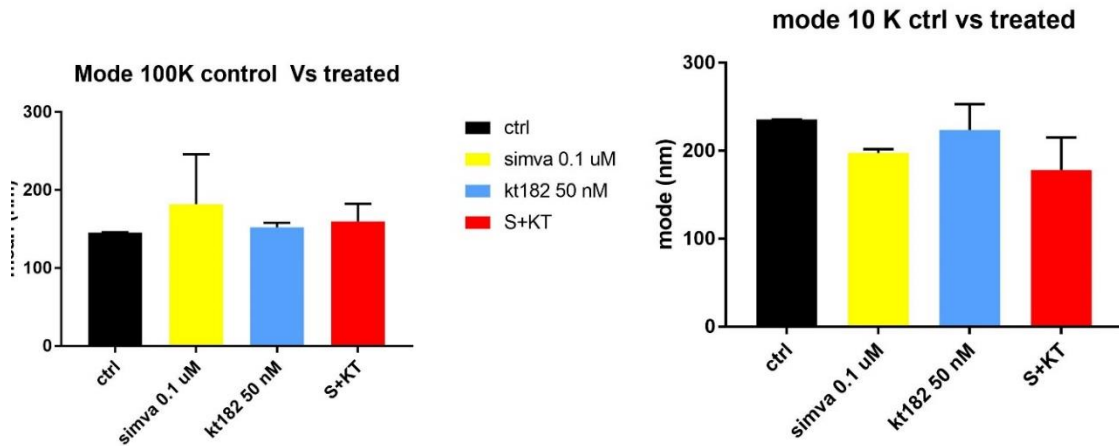 Mode 100K control Vs treated
300
200
100
0
(nm)
ctrl
simva 0.1 uM
kt182 50 nM
S+KT
ctrl
simva 0.1 uM
kt182 50 nM
S+KT
mode 10 K ctrl vs treated
300
200
100
0
mode (nm)
ctrl
simva 0.1 uM
kt182 50 nM
S+KT